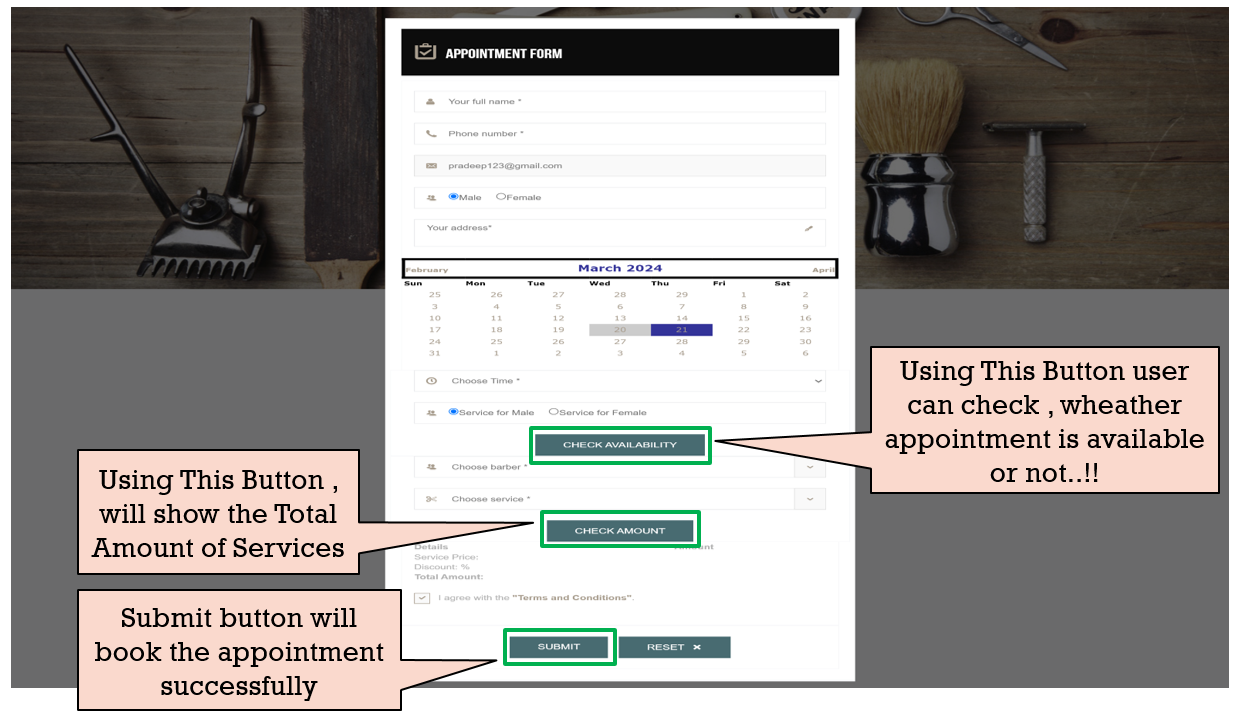 APPOINTMENT FORM
Your full name *
Phone number *
pradeep123@gmail.com
Male Female
Your address*
February March 2024 April
Sun Mon Tue Wed Thu Fri Sat
25 26 27 28 29 1 2
3 4 5 6 7 8 9
10 11 12 13 14 15 16
17 18 19 20 21 22 23
24 25 26 27 28 29 30
31 1 2 3 4 5 6
Choose Time *
Service for Male Service for Female
CHECK AVAILABILITY
Using This Button user
can check , wheather
appointment is available
or not..!!
Choose barber *
Choose service *
CHECK AMOUNT
Using This Button ,
will show the Total
Amount of Services
Details Amount
Service Price:
Discount: %
Total Amount:
I agree with the "Terms and Conditions".
SUBMIT RESET ×
Submit button will
book the appointment
successfully